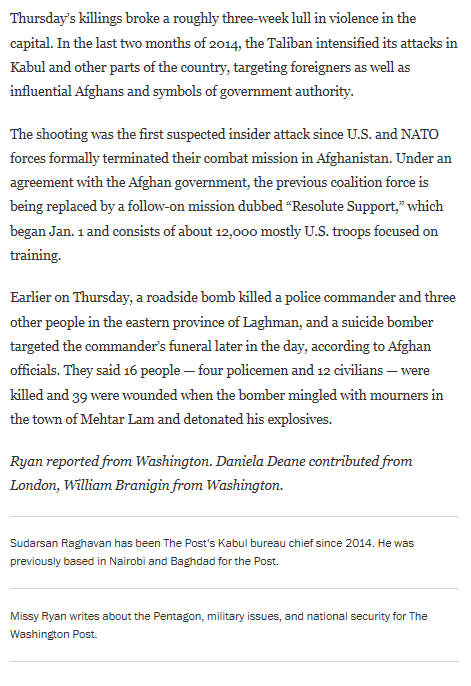 Thursday’s killings broke a roughly three-week lull in violence in the
capital. In the last two months of 2014, the Taliban intensified its attacks in
Kabul and other parts of the country, targeting foreigners as well as
influential Afghans and symbols of government authority.
The shooting was the first suspected insider attack since U.S. and NATO
forces formally terminated their combat mission in Afghanistan. Under an
agreement with the Afghan government, the previous coalition force is
being replaced by a follow-on mission dubbed “Resolute Support,” which
began Jan. 1 and consists of about 12,000 mostly U.S. troops focused on
training.
Earlier on Thursday, a roadside bomb killed a police commander and three
other people in the eastern province of Laghman, and a suicide bomber
targeted the commander’s funeral later in the day, according to Afghan
officials. They said 16 people — four policemen and 12 civilians — were
killed and 39 were wounded when the bomber mingled with mourners in
the town of Mehtar Lam and detonated his explosives.
Ryan reported from Washington. Daniela Deane contributed from
London, William Branigin from Washington.
Sudarsan Raghavan has been The Post's Kabul bureau chief since 2014. He was
previously based in Nairobi and Baghdad for the Post.
Missy Ryan writes about the Pentagon, military issues, and national security for The
Washington Post.